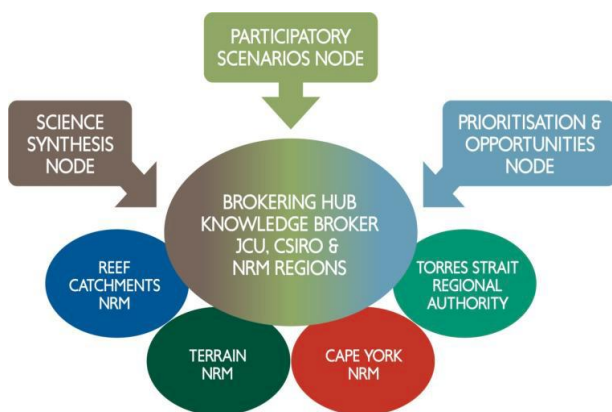 PARTICIPATORY
SCENARIOS NODE
SCIENCE
SYNTHESIS
NODE
PRIORITISATION &
OPPORTUNITIES
NODE
BROKERING HUB
KNOWLEDGE BROKER
JCU, CSIRO &
NRM REGIONS
REEF
CATCHMENTS
NRM
TORRES STRAIT
REGIONAL
AUTHORITY
TERRAIN
NRM
CAPE YORK
NRM